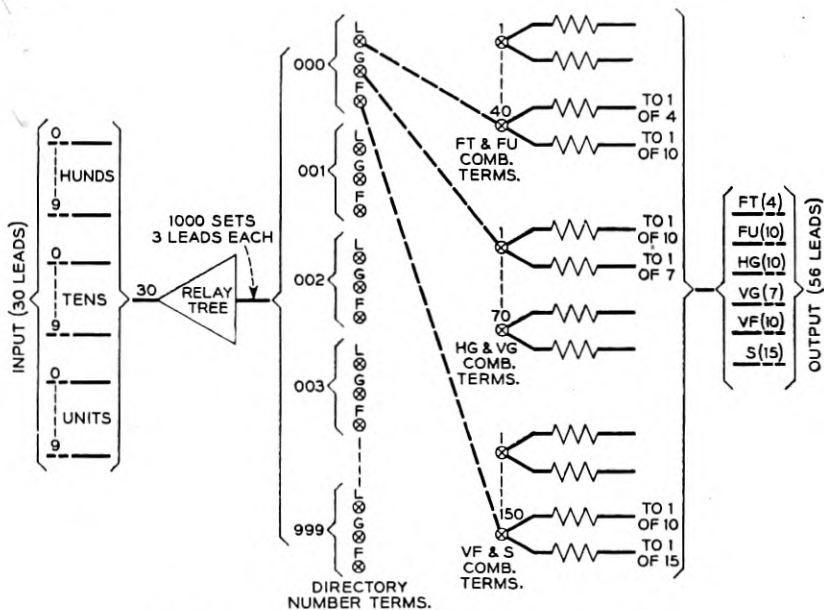 INPUT (30 LEADS)
0
HUNDS
9
0
TENS
9
0
UNITS
9
30
RELAY
TREE
1000 SETS
3 LEADS EACH
000
L
G
F
001
L
G
F
002
L
G
F
003
L
G
F
999
L
G
F
DIRECTORY
NUMBER TERMS.
1
40
TO 1
OF 4
TO 1
OF 10
FT & FU
COMB.
TERMS.
1
TO 1
OF 10
TO 1
OF 7
70
HG & VG
COMB.
TERMS.
1
150
TO 1
OF 10
TO 1
OF 15
VF & S
COMB.
TERMS.
FT(4)
FU(10)
HG(10)
VG(7)
VF(10)
S(15)
OUTPUT (56 LEADS)